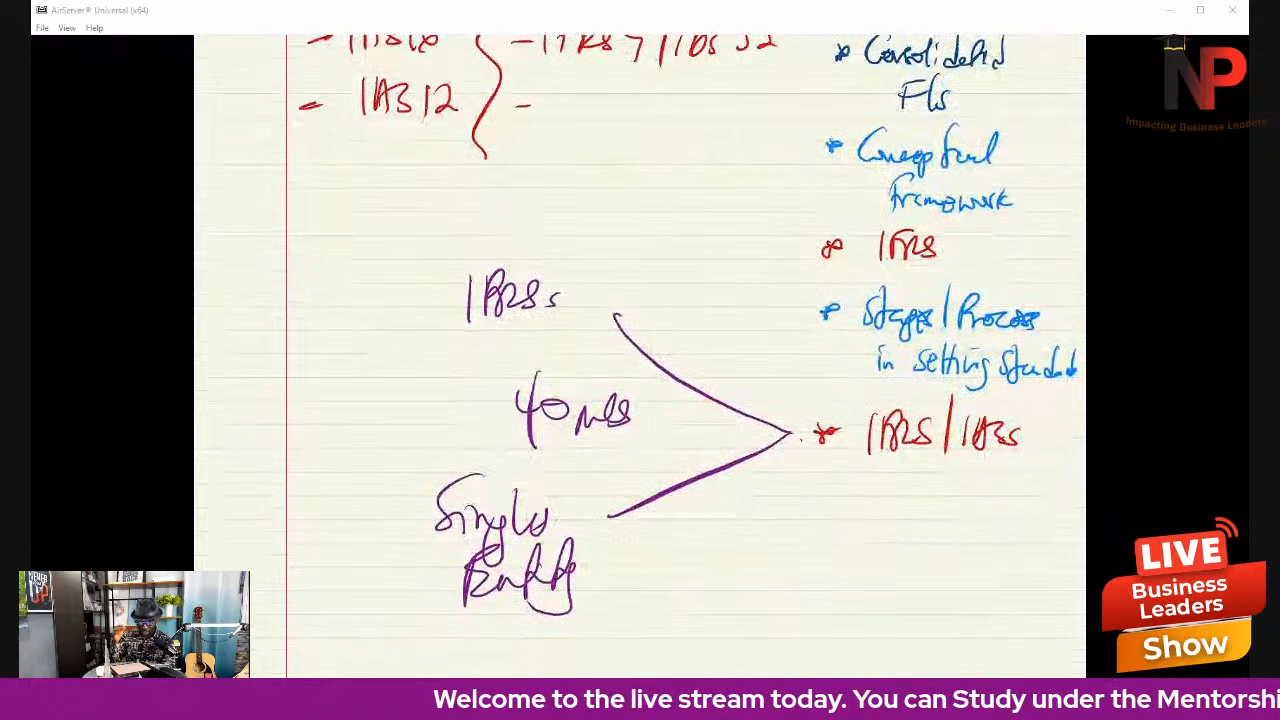 AirServer® Universal (x64)
File View Help
- IFRS 7 / IAS 32
- IAS 12
-
* Consolidated
F/s
* Conceptual
framework
* IFRS
* Stages / Process
in setting Standard
* IFRS / IASs
IFRSs
40 mks
Single
Entity
NP
Impacting Business Leaders
LIVE
Business
Leaders
Show
Welcome to the live stream today. You can Study under the Mentorshi